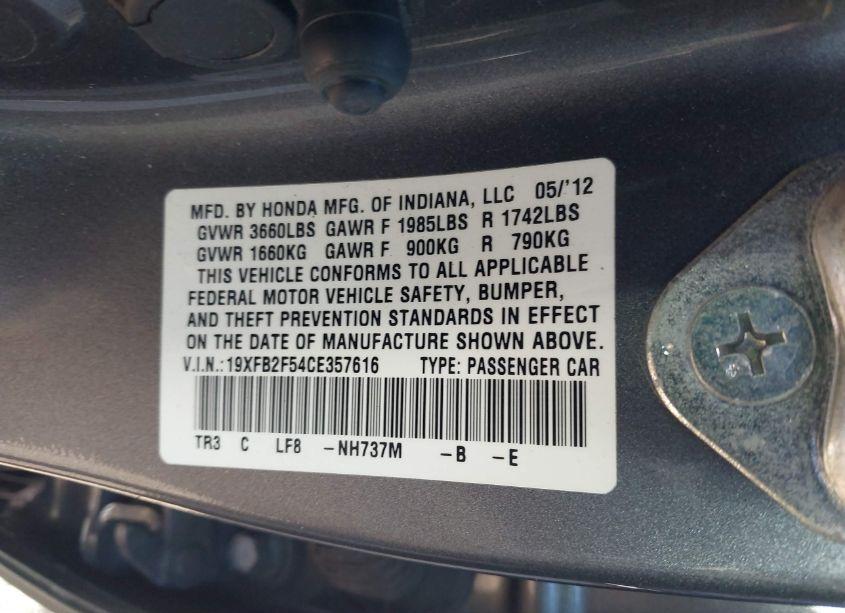 MFD. BY HONDA MFG. OF INDIANA, LLC 05/'12
GVWR 3660LBS GAWR F 1985LBS R 1742LBS
GVWR 1660KG GAWR F 900KG R 790KG
THIS VEHICLE CONFORMS TO ALL APPLICABLE
FEDERAL MOTOR VEHICLE SAFETY, BUMPER,
AND THEFT PREVENTION STANDARDS IN EFFECT
ON THE DATE OF MANUFACTURE SHOWN ABOVE.
V.I.N.:19XFB2F54CE357616 TYPE: PASSENGER CAR
TR3 C LF8 -NH737M -B -E